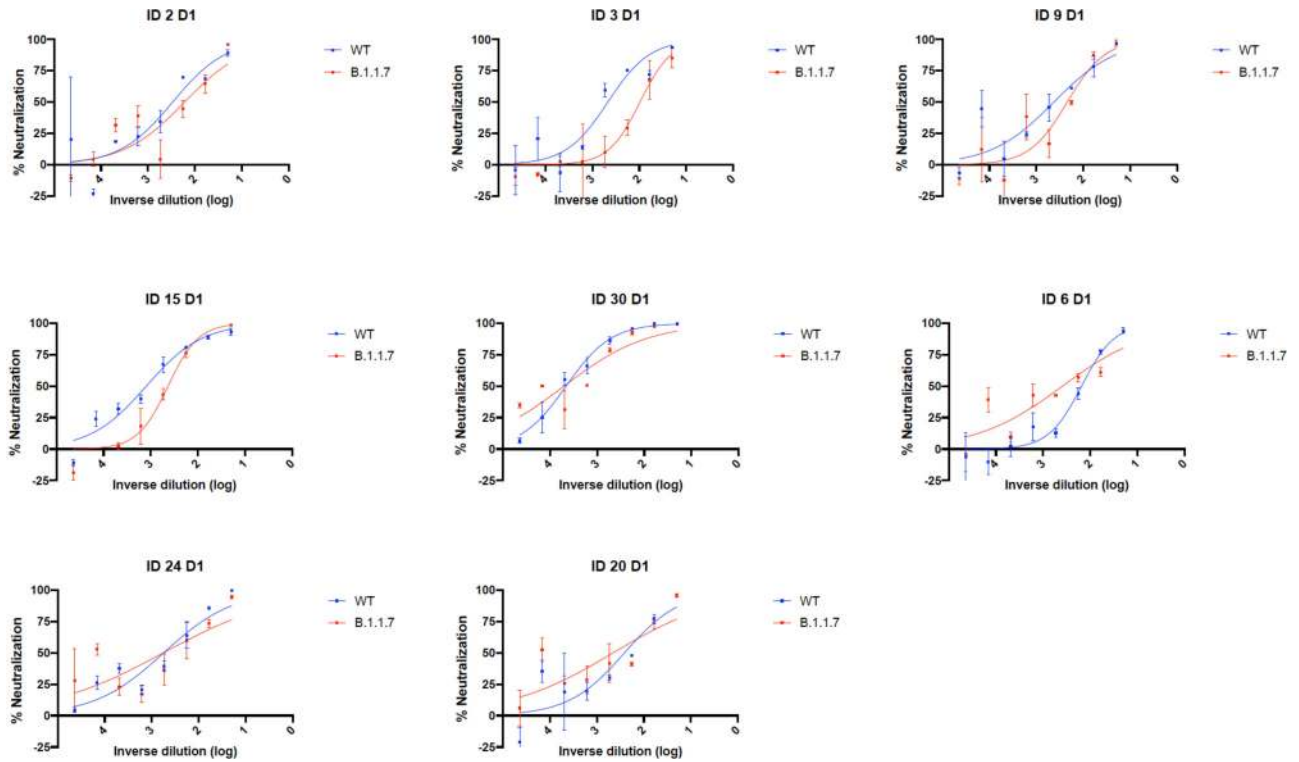 ID 2 D1
% Neutralization
100
75
50
25
0
-25
4
3
2
1
0
Inverse dilution (log)
WT
B.1.1.7
ID 3 D1
% Neutralization
100
75
50
25
0
-25
4
3
2
1
0
Inverse dilution (log)
WT
B.1.1.7
ID 9 D1
% Neutralization
100
75
50
25
0
-25
4
3
2
1
0
Inverse dilution (log)
WT
B.1.1.7
ID 15 D1
% Neutralization
100
75
50
25
0
-25
4
3
2
1
0
Inverse dilution (log)
WT
B.1.1.7
ID 30 D1
% Neutralization
100
75
50
25
0
-25
4
3
2
1
0
Inverse dilution (log)
WT
B.1.1.7
ID 6 D1
% Neutralization
100
75
50
25
0
-25
4
3
2
1
0
Inverse dilution (log)
WT
B.1.1.7
ID 24 D1
% Neutralization
100
75
50
25
0
-25
4
3
2
1
0
Inverse dilution (log)
WT
B.1.1.7
ID 20 D1
% Neutralization
100
75
50
25
0
-25
4
3
2
1
0
Inverse dilution (log)
WT
B.1.1.7